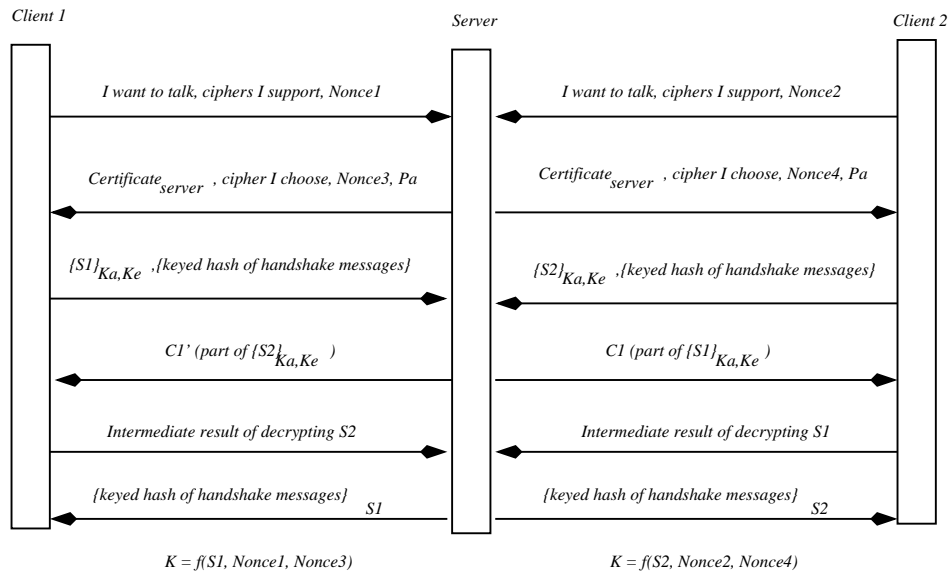 Client 1
Server
Client 2
I want to talk, ciphers I support, Nonce1
I want to talk, ciphers I support, Nonce2
Certificate server , cipher I choose, Nonce3, Pa
Certificate server , cipher I choose, Nonce4, Pa
{S1}Ka,Ke ,{keyed hash of handshake messages}
{S2}Ka,Ke ,{keyed hash of handshake messages}
C1’ (part of {S2}Ka,Ke )
C1 (part of {S1}Ka,Ke )
Intermediate result of decrypting S2
Intermediate result of decrypting S1
{keyed hash of handshake messages} S1
{keyed hash of handshake messages} S2
K = f(S1, Nonce1, Nonce3)
K = f(S2, Nonce2, Nonce4)